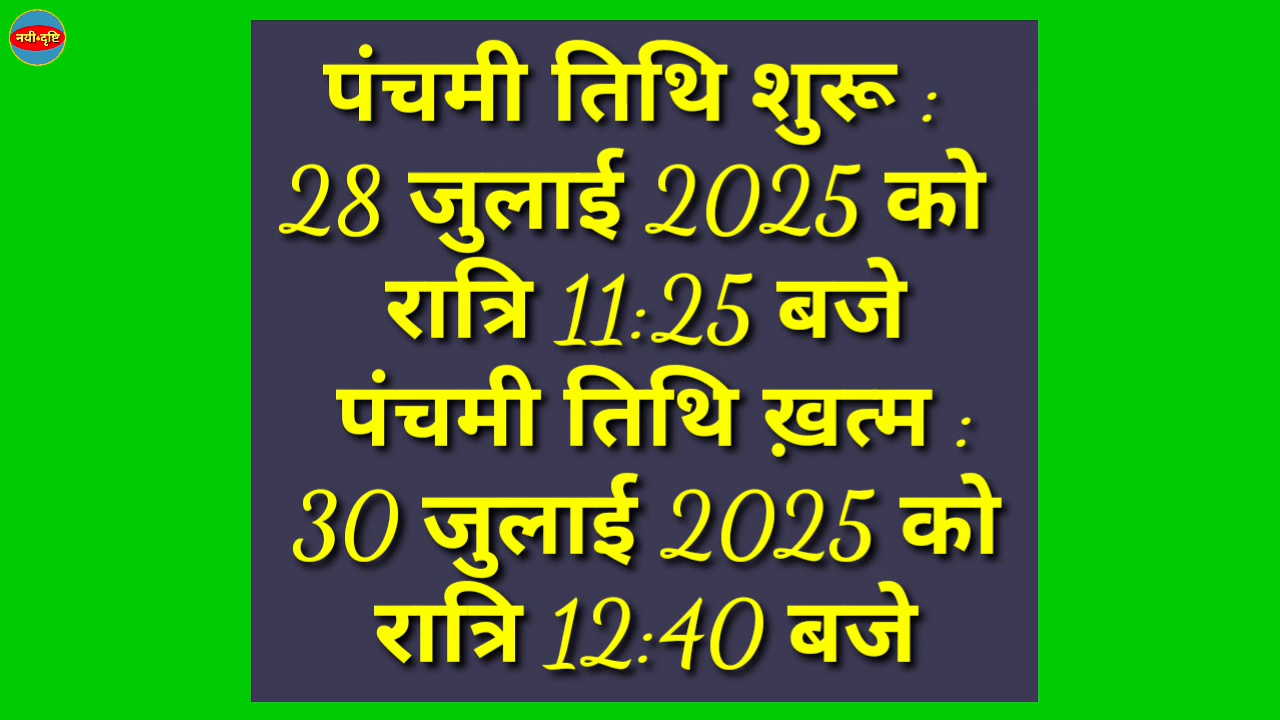 नयी दृष्टि
पंचमी तिथि शुरू :
28 जुलाई 2025 को
रात्रि 11:25 बजे
पंचमी तिथि ख़त्म :
30 जुलाई 2025 को
रात्रि 12:40 बजे